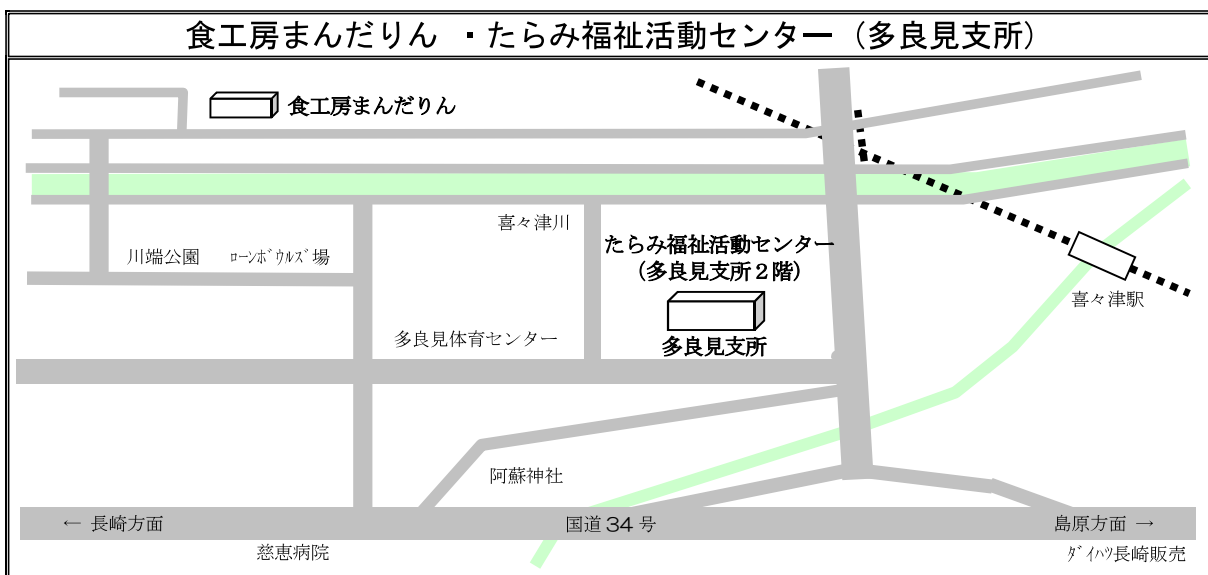 食工房まんだりん ・たらみ福祉活動センター（多良見支所）
食工房まんだりん
喜々津川
たらみ福祉活動センター
（多良見支所２階）
川端公園
ﾛｰﾝﾎﾞｳﾙｽﾞ場
喜々津駅
多良見体育センター
多良見支所
阿蘇神社
← 長崎方面
国道34号
島原方面 →
慈恵病院
ﾀﾞｲﾊﾂ長崎販売